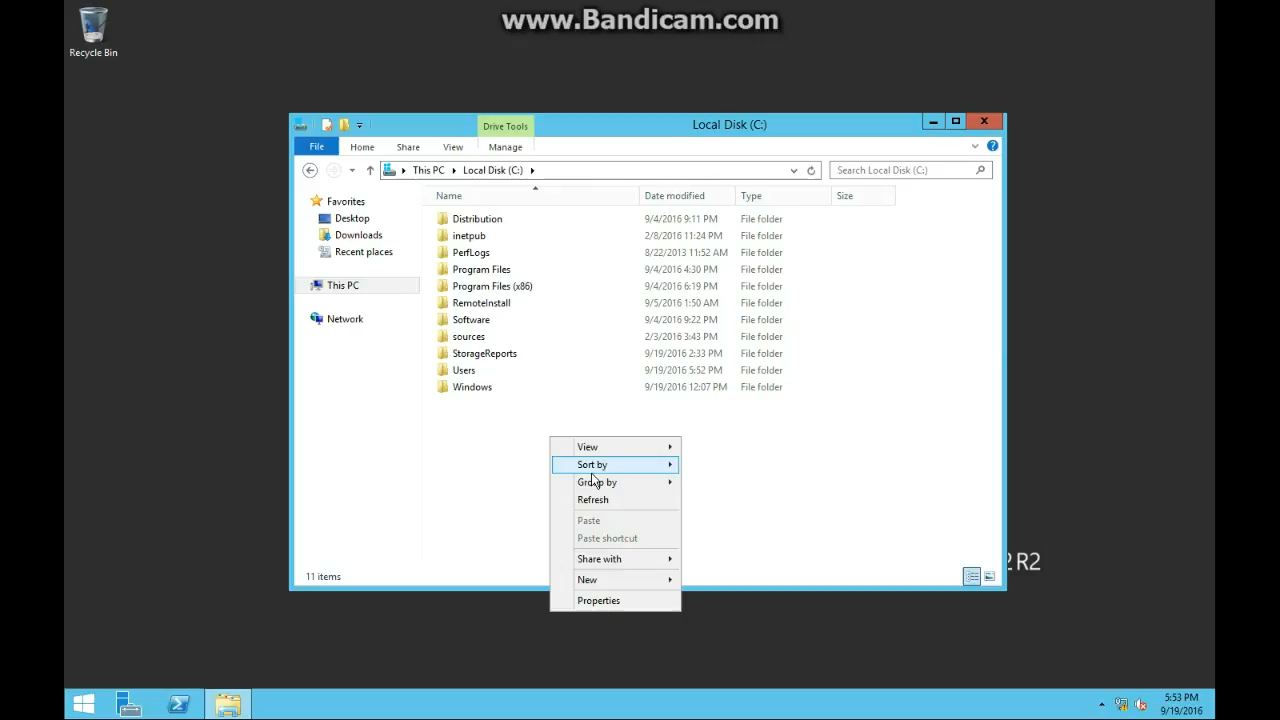 www.Bandicam.com
Recycle Bin
Drive Tools
Local Disk (C:)
File
Home
Share
View
Manage
This PC
Local Disk (C:)
Search Local Disk (C:)
Favorites
Desktop
Downloads
Recent places
This PC
Network
Name Date modified Type Size
Distribution 9/4/2016 9:11 PM File folder
inetpub 2/8/2016 11:24 PM File folder
PerfLogs 8/22/2013 11:52 AM File folder
Program Files 9/4/2016 4:30 PM File folder
Program Files (x86) 9/4/2016 6:19 PM File folder
RemoteInstall 9/5/2016 1:50 AM File folder
Software 9/4/2016 9:22 PM File folder
sources 2/3/2016 3:43 PM File folder
StorageReports 9/19/2016 2:33 PM File folder
Users 9/19/2016 5:52 PM File folder
Windows 9/19/2016 12:07 PM File folder
View
Sort by
Group by
Refresh
Paste
Paste shortcut
Share with
New
Properties
11 items
2 R2
5:53 PM
9/19/2016